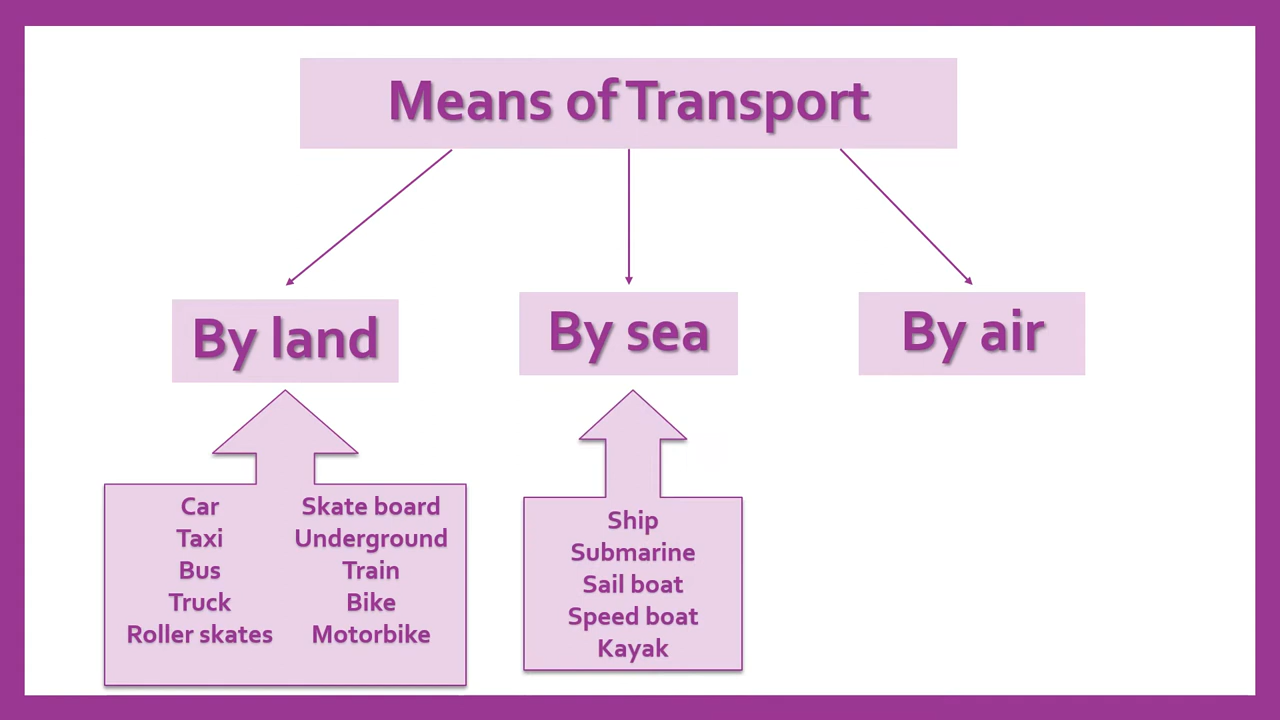 Means of Transport
By land
By sea
By air
Car
Taxi
Bus
Truck
Roller skates
Skate board
Underground
Train
Bike
Motorbike
Ship
Submarine
Sail boat
Speed boat
Kayak